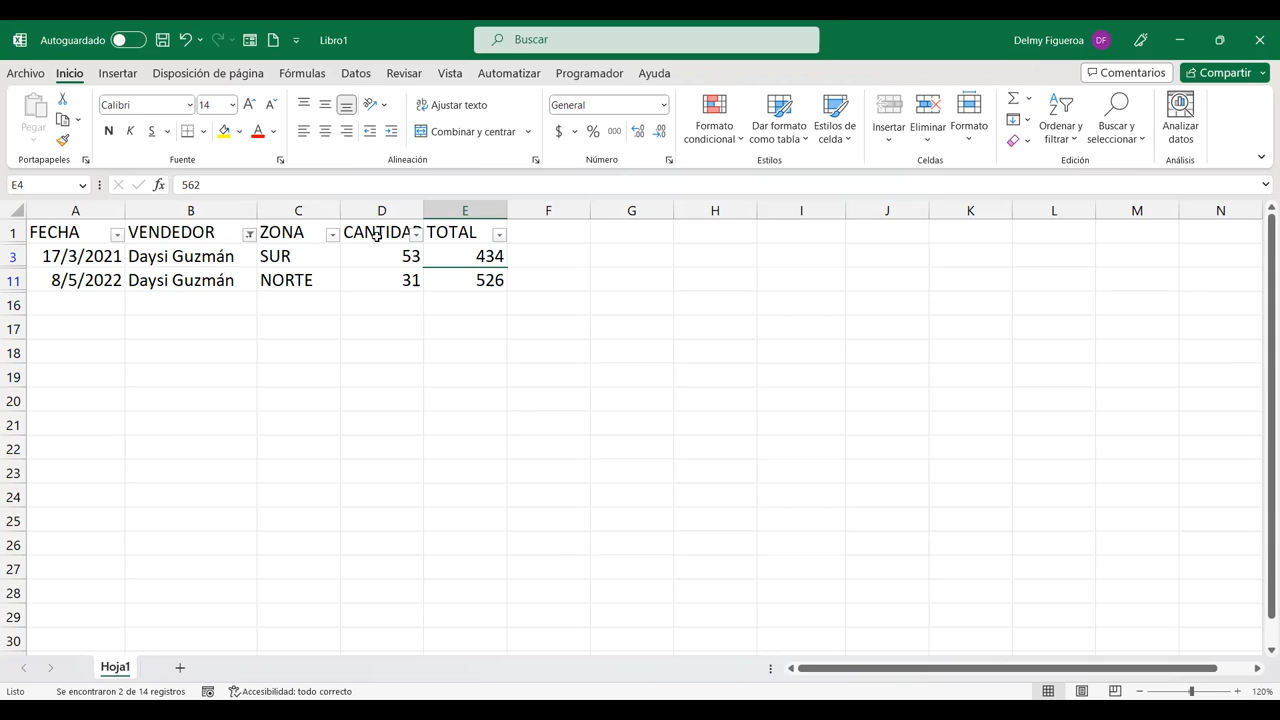 Autoguardado
Libro1
Buscar
Delmy Figueroa
DF
Archivo Inicio Insertar Disposición de página Fórmulas Datos Revisar Vista Automatizar Programador Ayuda
Comentarios
Compartir
Pegar
Portapapeles
Calibri
14
N K S
Fuente
Ajustar texto
Combinar y centrar
Alineación
General
$ % 000
Número
Formato condicional
Dar formato como tabla
Estilos de celda
Estilos
Insertar
Eliminar
Formato
Celdas
Ordenar y filtrar
Buscar y seleccionar
Edición
Analizar datos
Análisis
E4
fx
562
A B C D E F G H I J K L M N
1 FECHA VENDEDOR ZONA CANTIDAD TOTAL
3 17/3/2021 Daysi Guzmán SUR 53 434
11 8/5/2022 Daysi Guzmán NORTE 31 526
16
17
18
19
20
21
22
23
24
25
26
27
28
29
30
Hoja1
Listo
Se encontraron 2 de 14 registros
Accesibilidad: todo correcto
120%